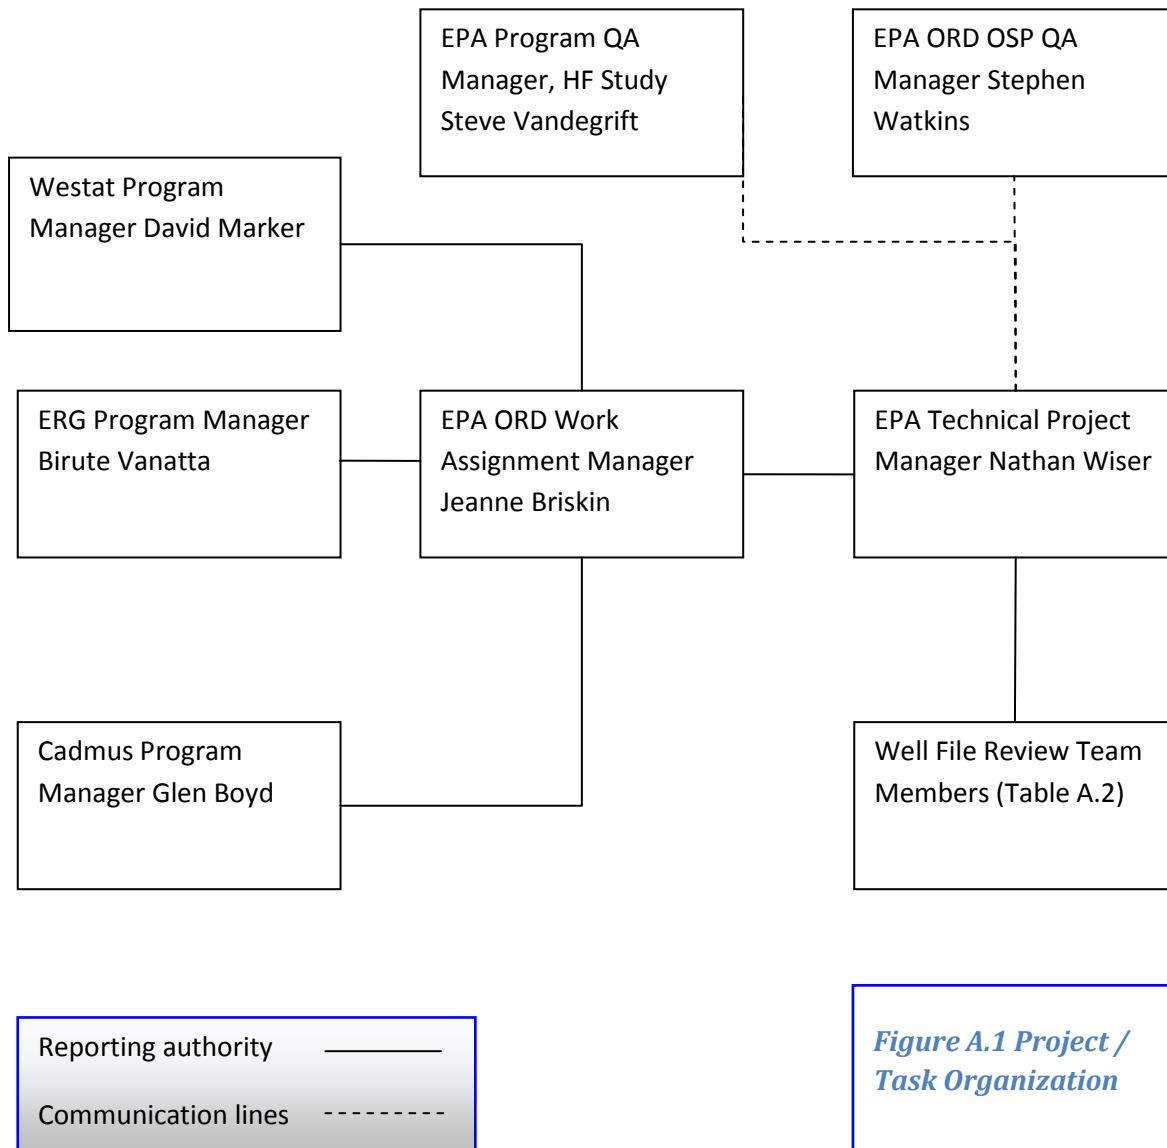 EPA Program QA
Manager, HF Study
Steve Vandegrift
EPA ORD OSP QA
Manager Stephen
Watkins
Westat Program
Manager David Marker
ERG Program Manager
Birute Vanatta
EPA ORD Work
Assignment Manager
Jeanne Briskin
EPA Technical Project
Manager Nathan Wiser
Cadmus Program
Manager Glen Boyd
Well File Review Team
Members (Table A.2)
Reporting authority
Communication lines
Figure A.1 Project /
Task Organization